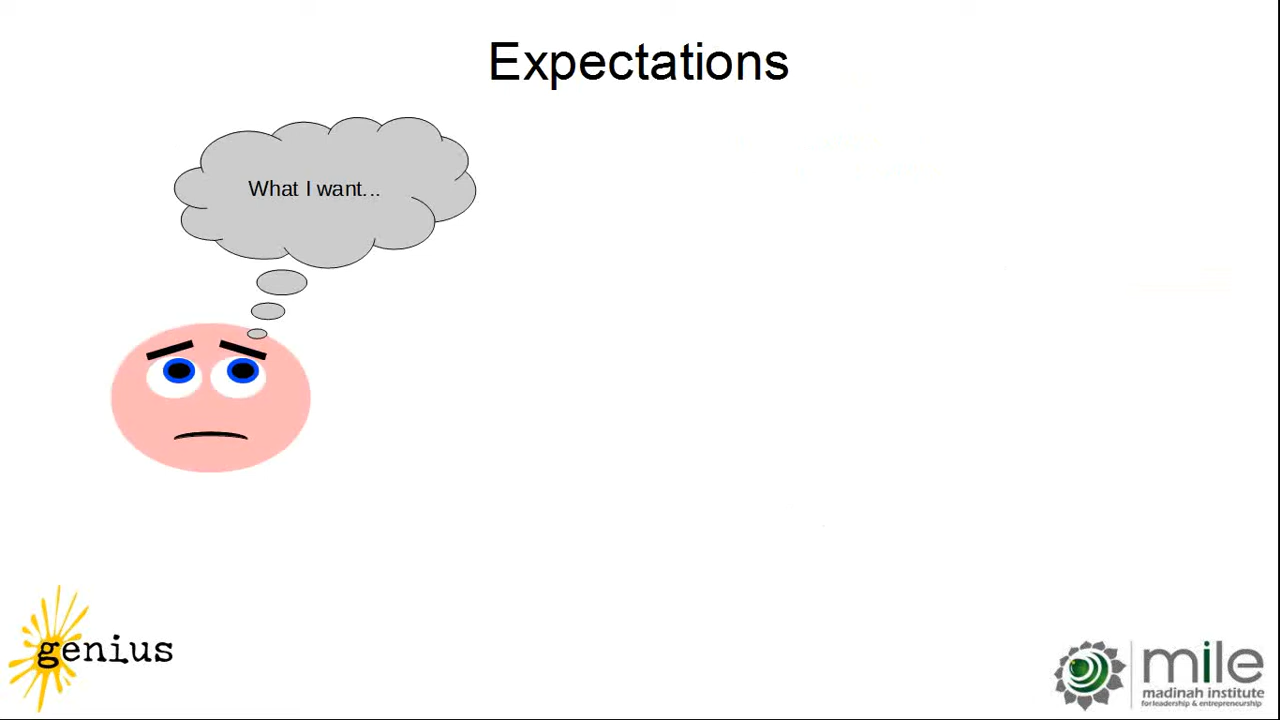 Expectations
What I want...
genius
mile
madinah institute
for leadership & entrepreneurship